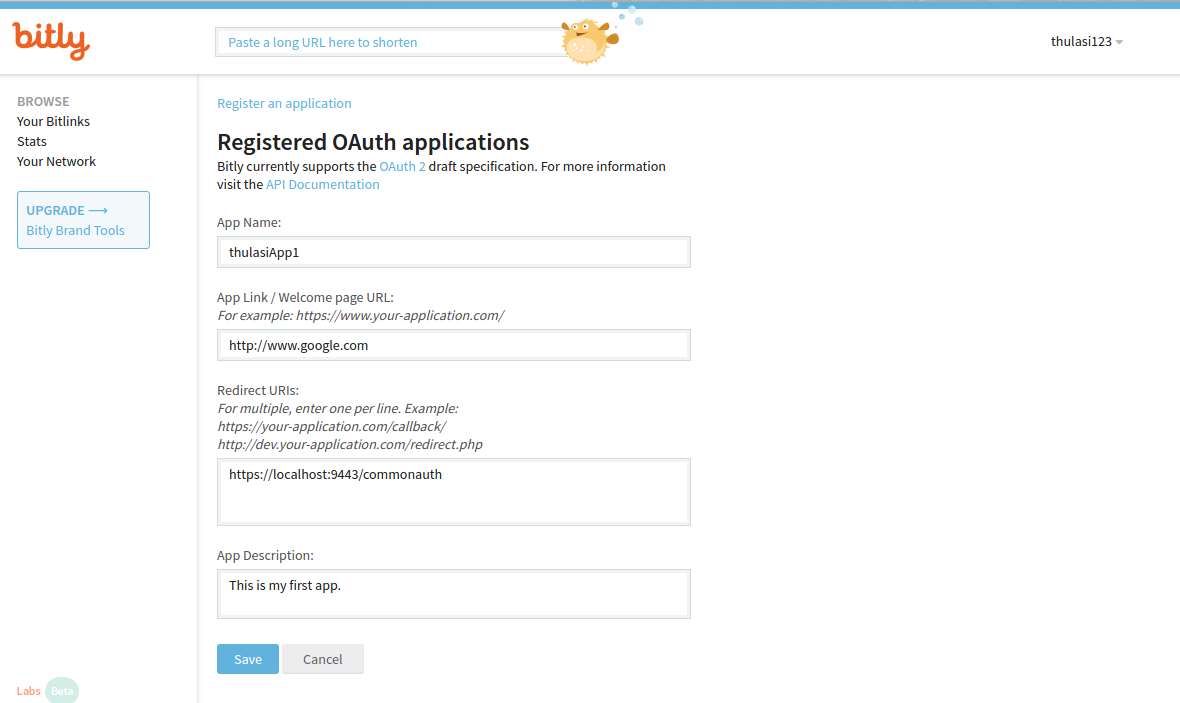 bitly
Paste a long URL here to shorten
thulasi123
BROWSE
Your Bitlinks
Stats
Your Network
UPGRADE ⟶
Bitly Brand Tools
Register an application
Registered OAuth applications
Bitly currently supports the OAuth 2 draft specification. For more information
visit the API Documentation
App Name:
thulasiApp1
App Link / Welcome page URL:
For example: https://www.your-application.com/
http://www.google.com
Redirect URIs:
For multiple, enter one per line. Example:
https://your-application.com/callback/
http://dev.your-application.com/redirect.php
https://localhost:9443/commonauth
App Description:
This is my first app.
Save Cancel
Labs Beta